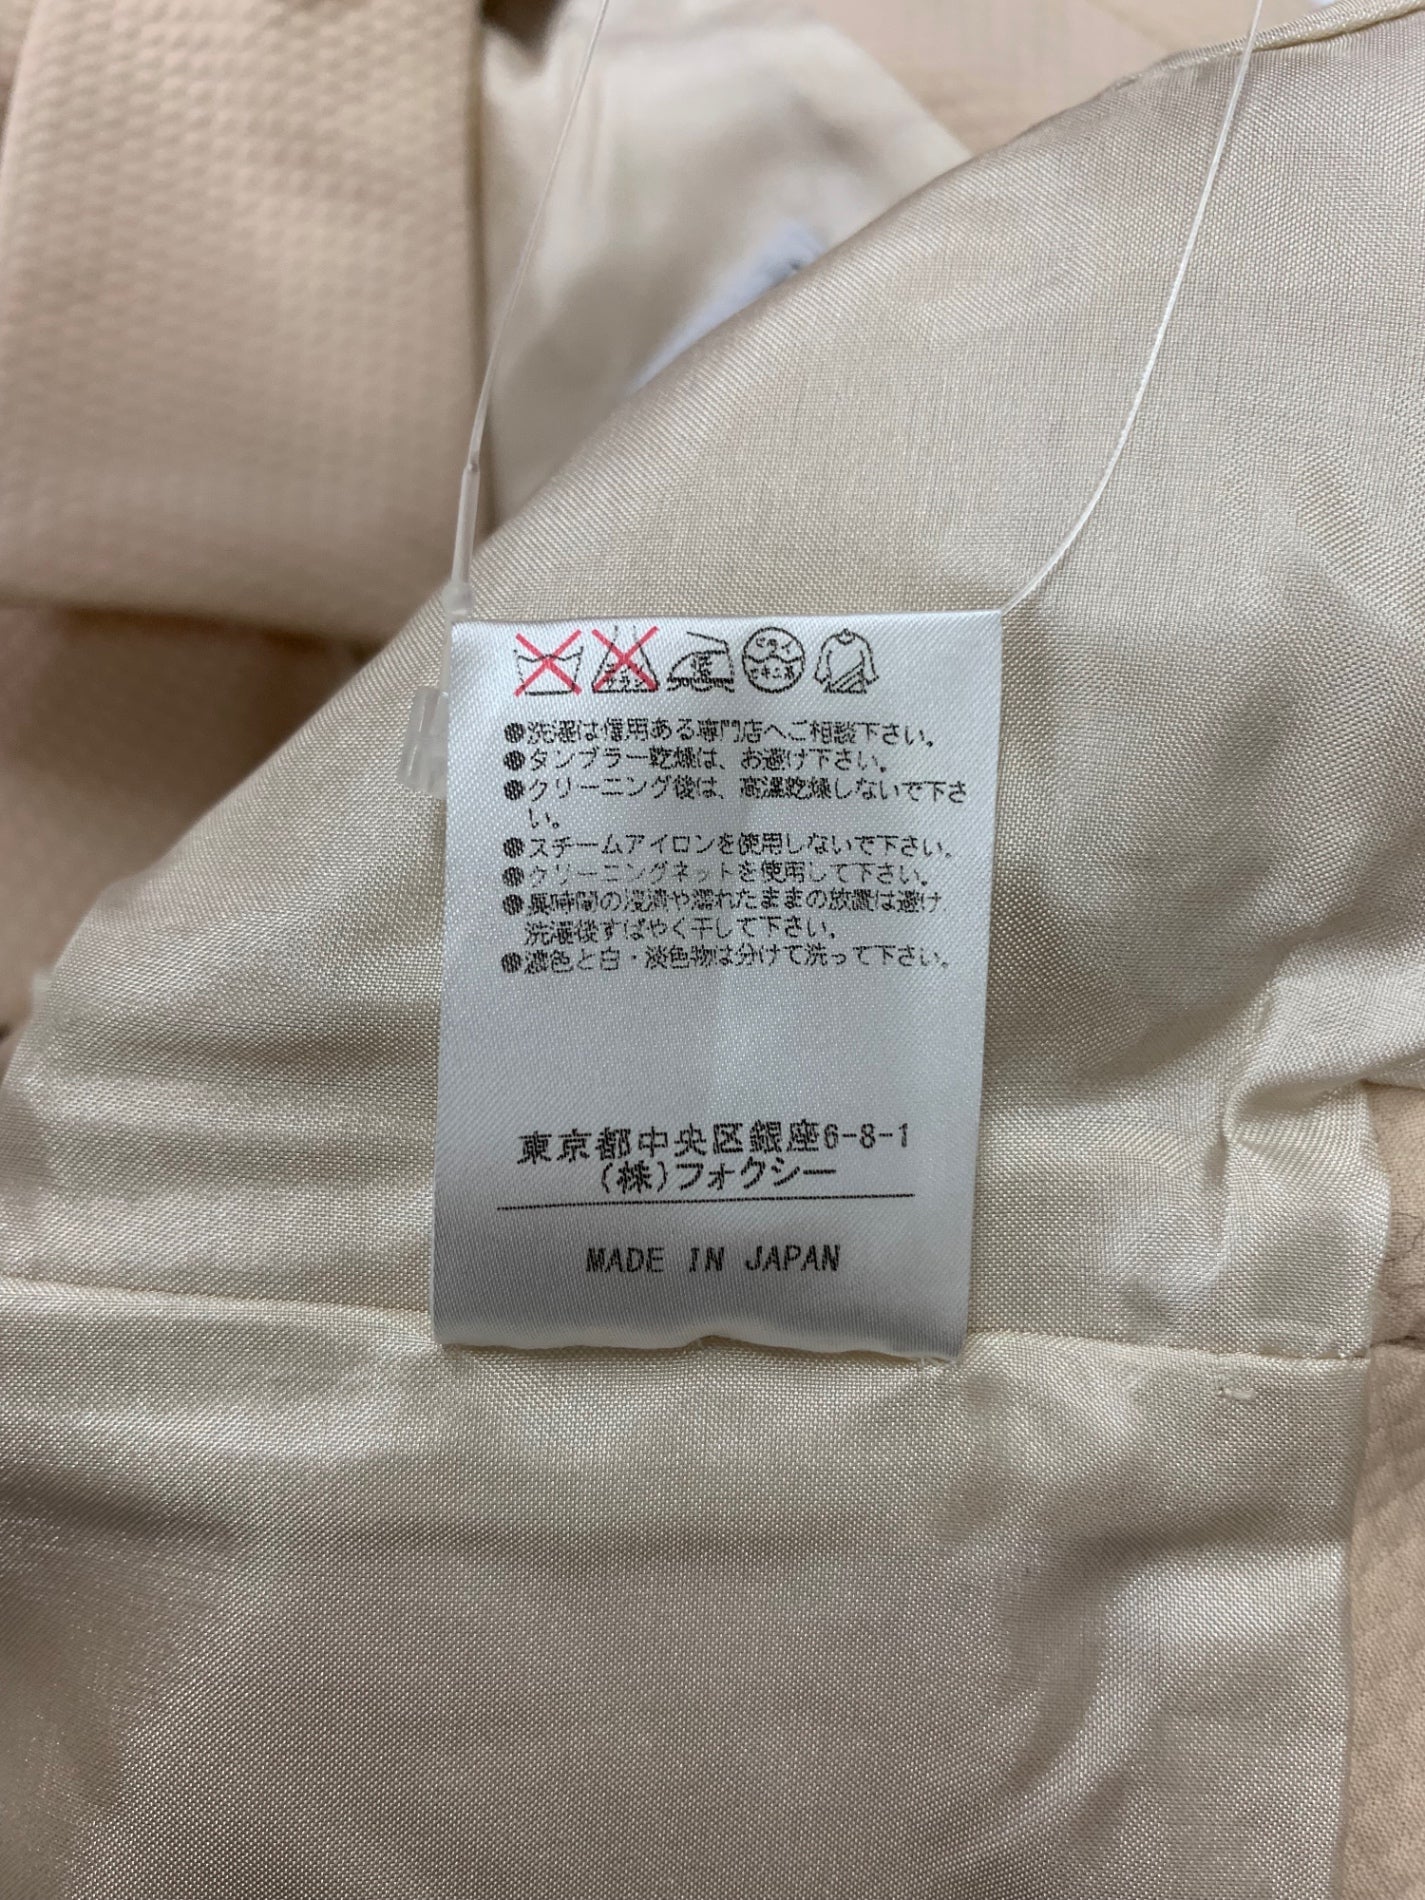 ●洗濯は信用ある専門店へご相談下さい。
●タンブラー乾燥は、お避け下さい。
●クリーニング後は、高温乾燥しないで下さ
い。
●スチームアイロンを使用しないで下さい。
●クリーニングネットを使用して下さい。
●長時間の浸漬や濡れたままの放置は避け、
洗濯後すばやく干して下さい。
●濃色と白・淡色物は分けて洗って下さい。
東京都中央区銀座6-8-1
(株)フォクシー
MADE IN JAPAN